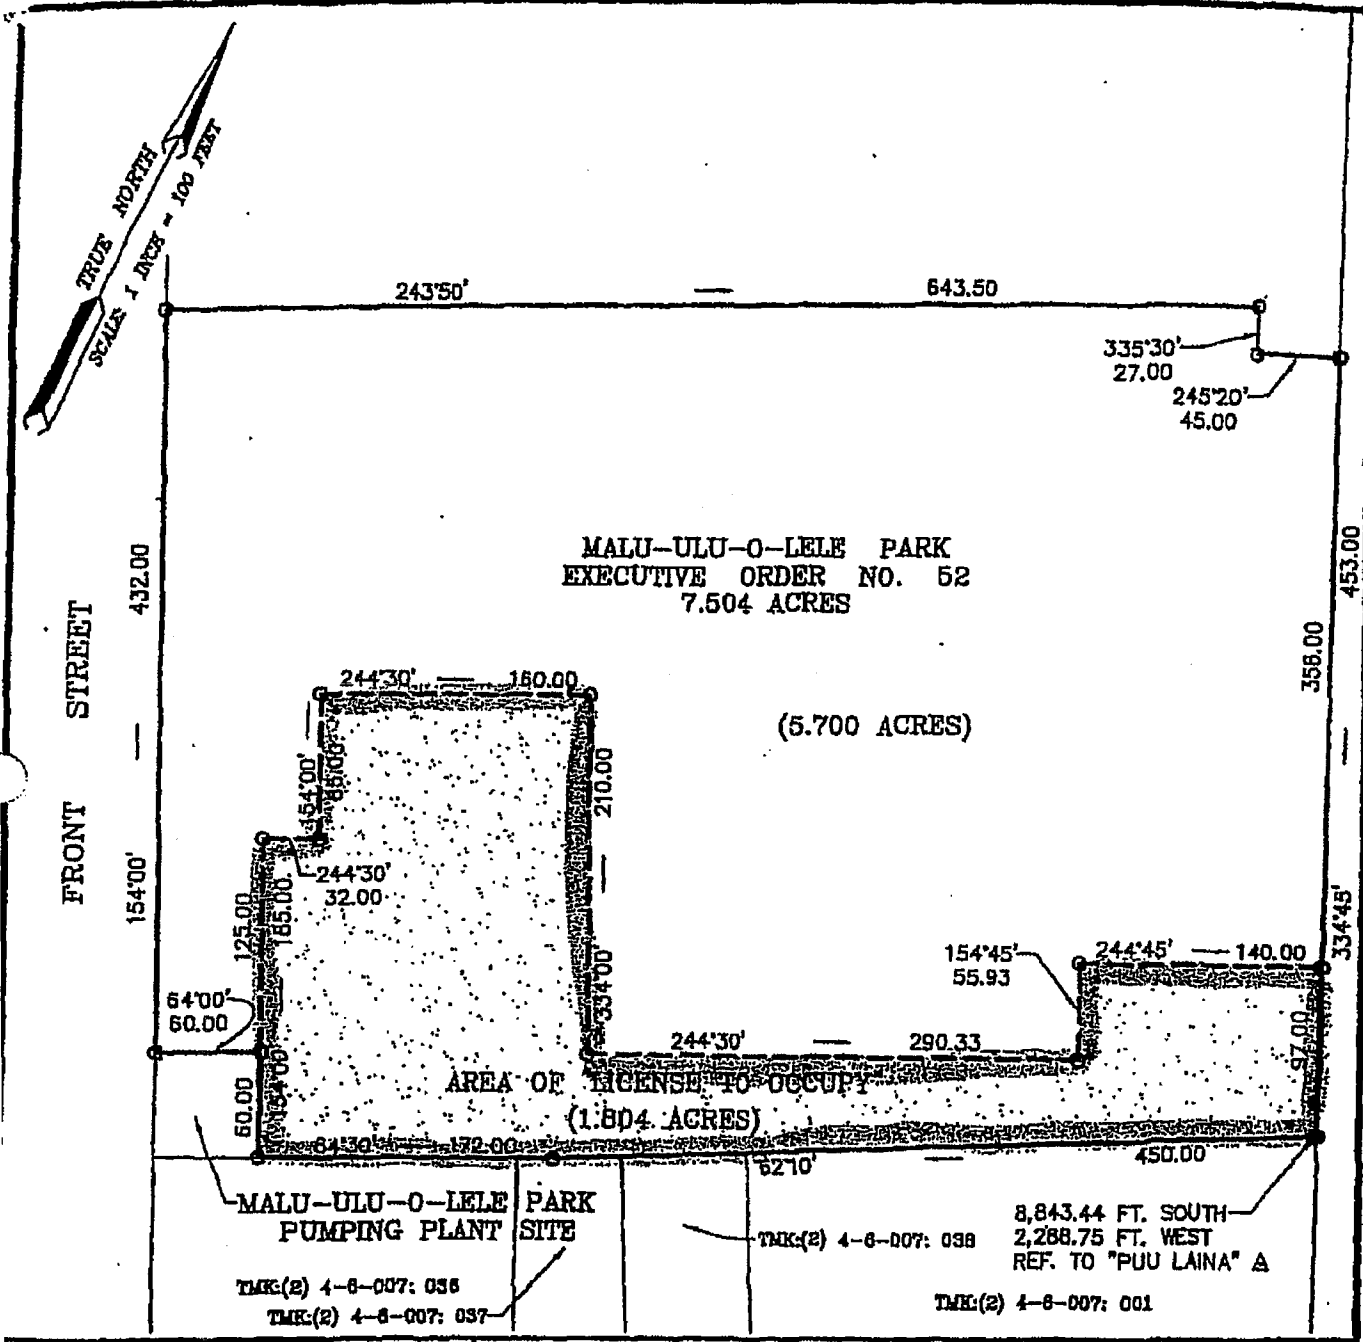 TRUE NORTH
SCALE: 1 INCH = 100 FEET
243°50' — 643.50
335°30'
27.00
245°20'
45.00
MALU-ULU-O-LELE PARK
EXECUTIVE ORDER NO. 52
7.504 ACRES
(5.700 ACRES)
FRONT STREET
154°00' — 432.00
334°45' — 453.00
356.00
244°30' — 160.00
154°00' —
85.00
334°00' — 210.00
244°30'
32.00
125.00
185.00
154°00'
64°00'
60.00
60.00
154°45'
55.93
244°45' — 140.00
97.00
244°30' — 290.33
AREA OF LICENSE TO OCCUPY
(1.804 ACRES)
64°30' 172.00
62°10' — 450.00
MALU-ULU-O-LELE PARK
PUMPING PLANT SITE
TMK:(2) 4-6-007: 036
TMK:(2) 4-6-007: 037
TMK:(2) 4-6-007: 038
8,843.44 FT. SOUTH
2,288.75 FT. WEST
REF. TO "PUU LAINA" △
TMK:(2) 4-6-007: 001